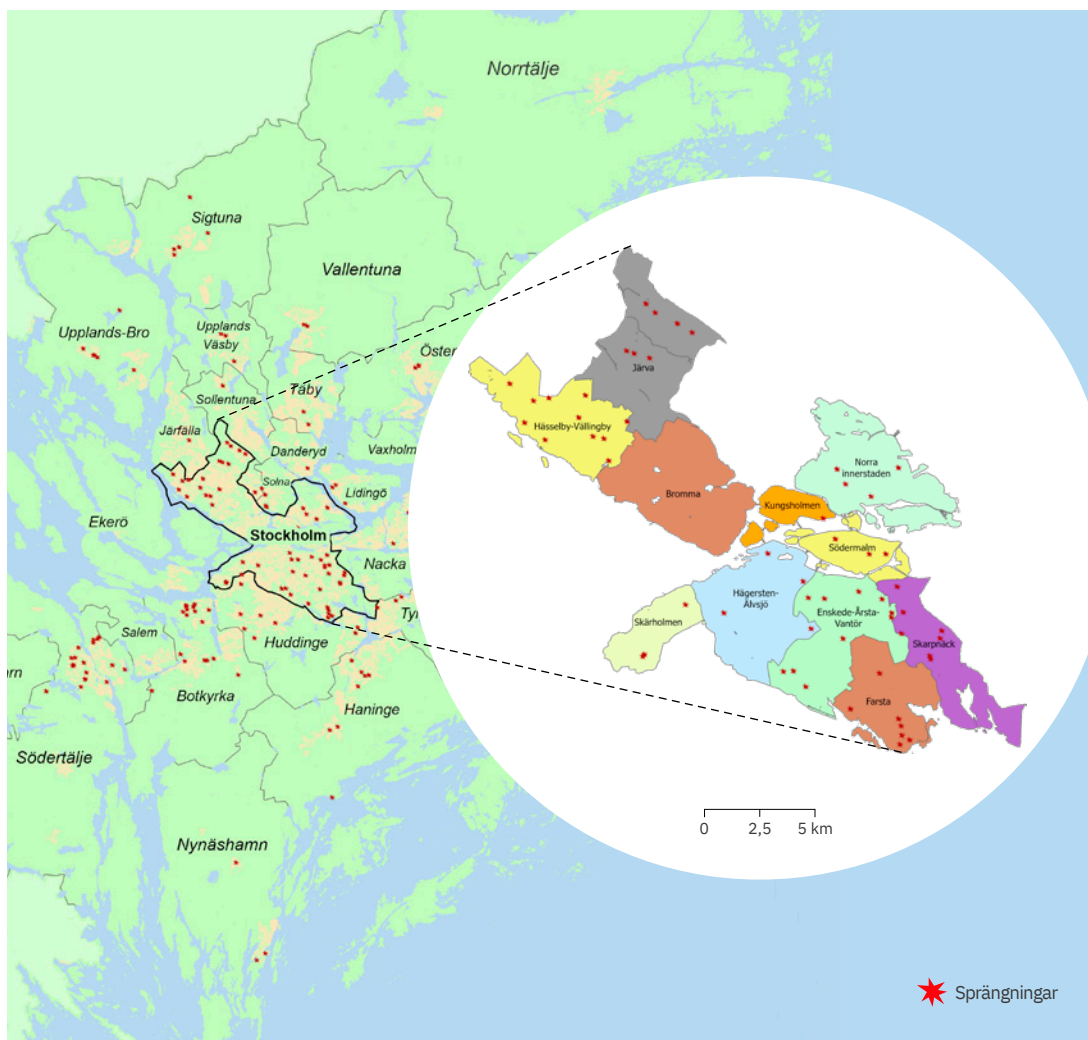 Norrtälje
Sigtuna
Vallentuna
Upplands-Bro
Upplands
Väsby
Öster
Täby
Sollentuna
Järfälla
Danderyd
Vaxholm
Solna
Lidingö
Ekerö
Stockholm
Nacka
Salem
Huddinge
Botkyrka
Haninge
Södertälje
Nynäshamn
Järva
Hässelby-Vällingby
Bromma
Norra
innerstaden
Kungsholmen
Södermalm
Hägersten-
Älvsjö
Enskede-Årsta-
Vantör
Skärholmen
Skarpnäck
Farsta
0 2,5 5 km
Sprängningar